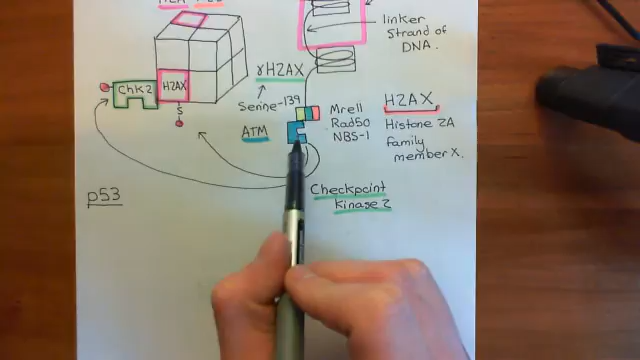 linker
strand of
DNA.
γH2AX
Chk2
H2AX
Serine-139
S
ATM
Mre11
Rad50
NBS-1
H2AX
Histone 2A
family
member X.
p53
Checkpoint
kinase 2